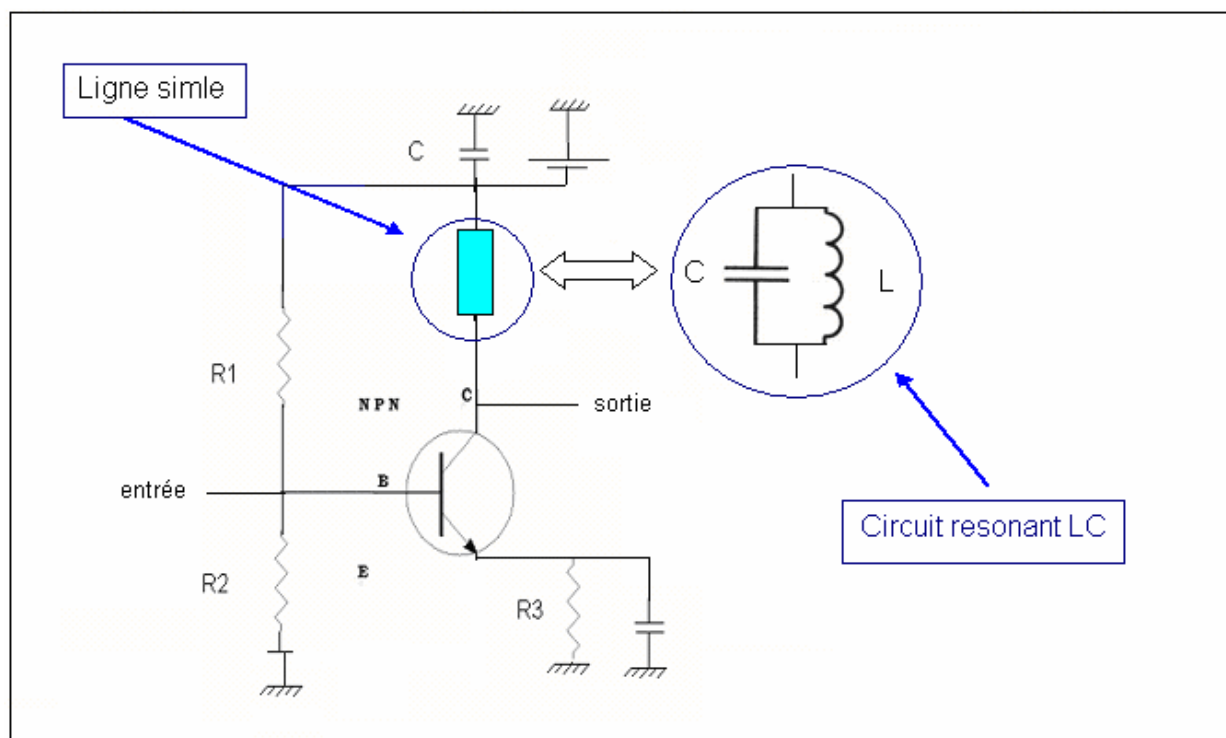 Ligne simle
C
C
L
R1
NPN
C
sortie
entrée
B
Circuit resonant LC
R2
E
R3